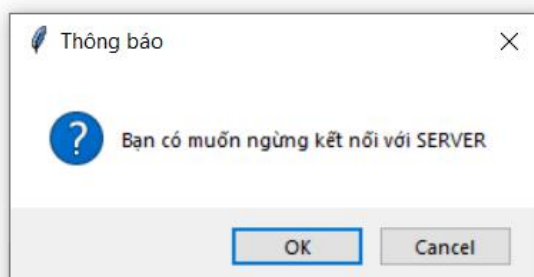 Thông báo
Bạn có muốn ngừng kết nối với SERVER
OK Cancel